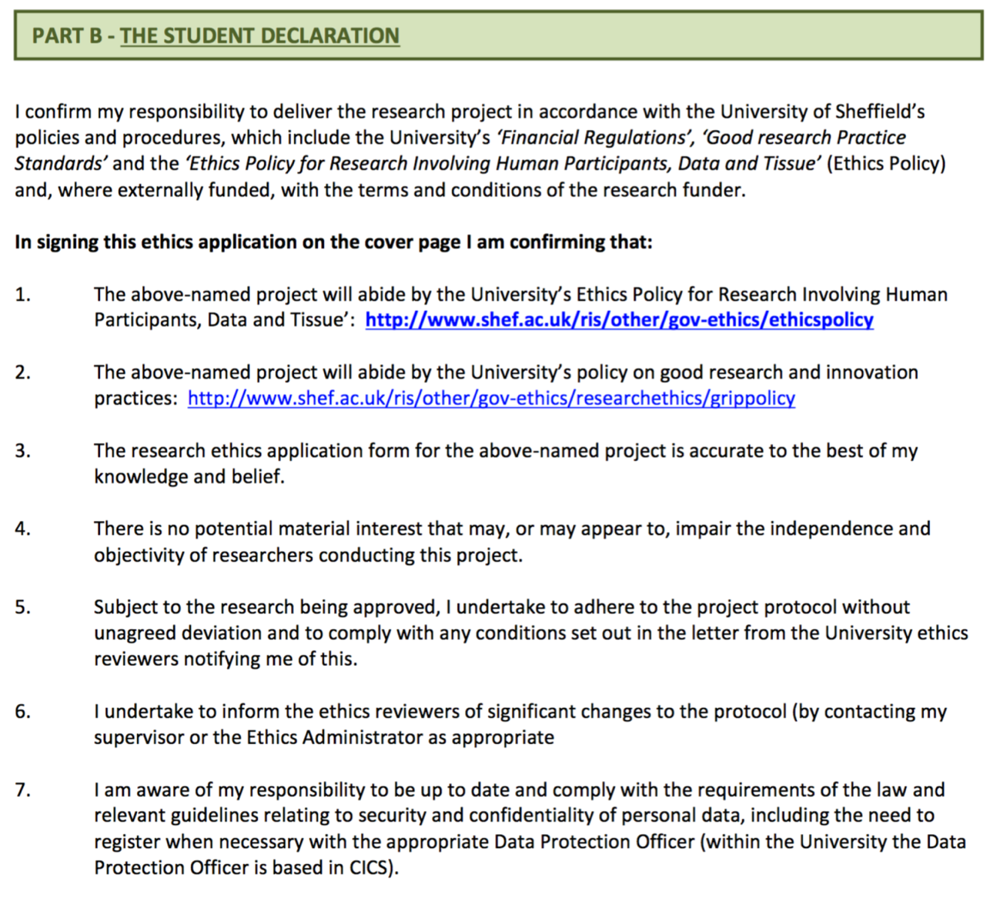 PART B - THE STUDENT DECLARATION
I confirm my responsibility to deliver the research project in accordance with the University of Sheffield’s
policies and procedures, which include the University’s ‘Financial Regulations’, ‘Good research Practice
Standards’ and the ‘Ethics Policy for Research Involving Human Participants, Data and Tissue’ (Ethics Policy)
and, where externally funded, with the terms and conditions of the research funder.
In signing this ethics application on the cover page I am confirming that:
1. The above-named project will abide by the University’s Ethics Policy for Research Involving Human
Participants, Data and Tissue’: http://www.shef.ac.uk/ris/other/gov-ethics/ethicspolicy
2. The above-named project will abide by the University’s policy on good research and innovation
practices: http://www.shef.ac.uk/ris/other/gov-ethics/researchethics/grippolicy
3. The research ethics application form for the above-named project is accurate to the best of my
knowledge and belief.
4. There is no potential material interest that may, or may appear to, impair the independence and
objectivity of researchers conducting this project.
5. Subject to the research being approved, I undertake to adhere to the project protocol without
unagreed deviation and to comply with any conditions set out in the letter from the University ethics
reviewers notifying me of this.
6. I undertake to inform the ethics reviewers of significant changes to the protocol (by contacting my
supervisor or the Ethics Administrator as appropriate
7. I am aware of my responsibility to be up to date and comply with the requirements of the law and
relevant guidelines relating to security and confidentiality of personal data, including the need to
register when necessary with the appropriate Data Protection Officer (within the University the Data
Protection Officer is based in CICS).